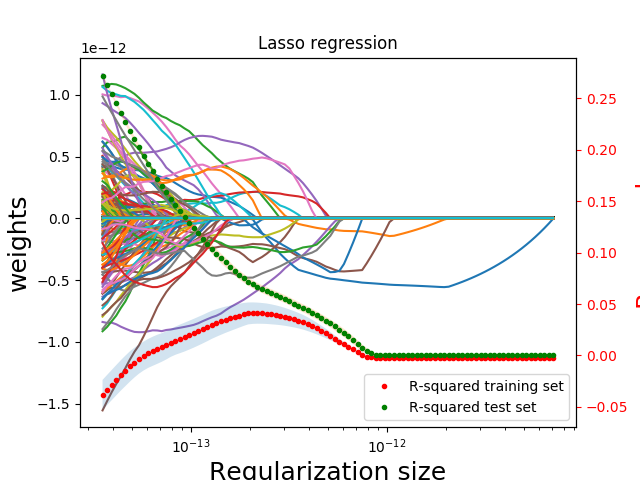 Lasso regression
1e−12
1.0
0.5
0.0
−0.5
−1.0
−1.5
weights
0.25
0.20
0.15
0.10
0.05
0.00
−0.05
R-squared training set
R-squared test set
10−13
10−12
Regularization size